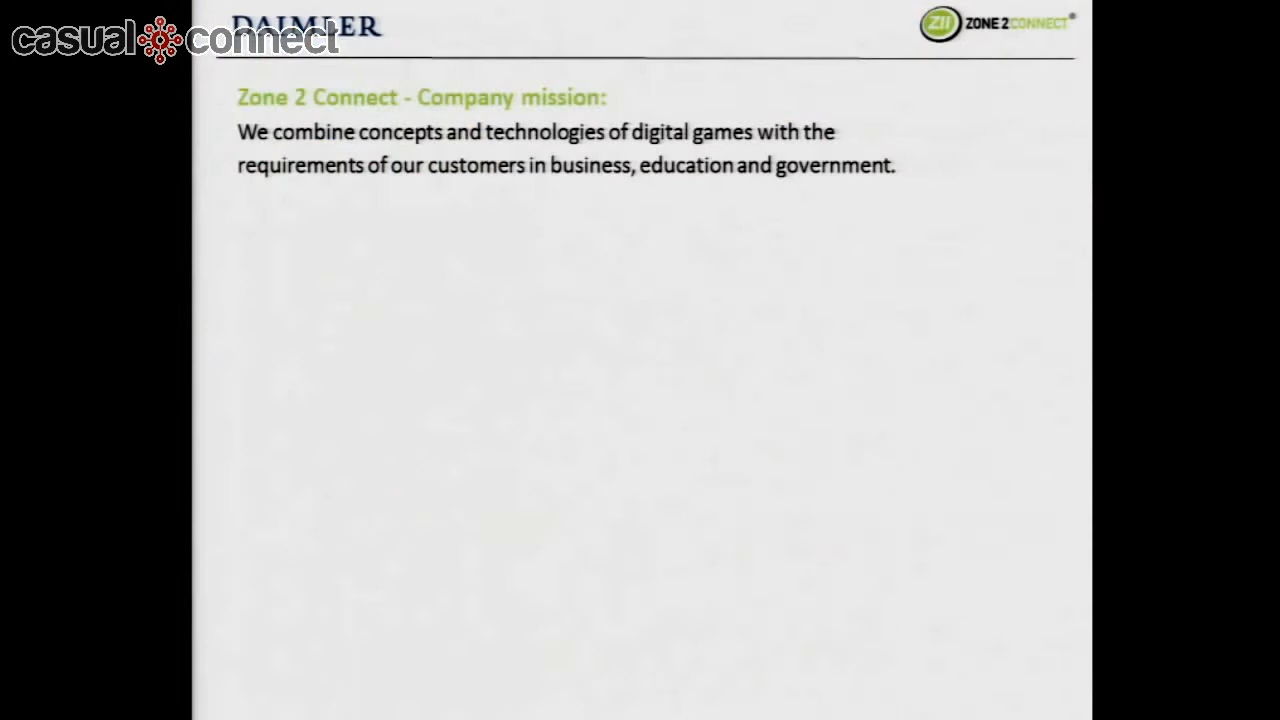 DAIMLER
casual connect
ZII ZONE 2 CONNECT®
Zone 2 Connect - Company mission:
We combine concepts and technologies of digital games with the
requirements of our customers in business, education and government.